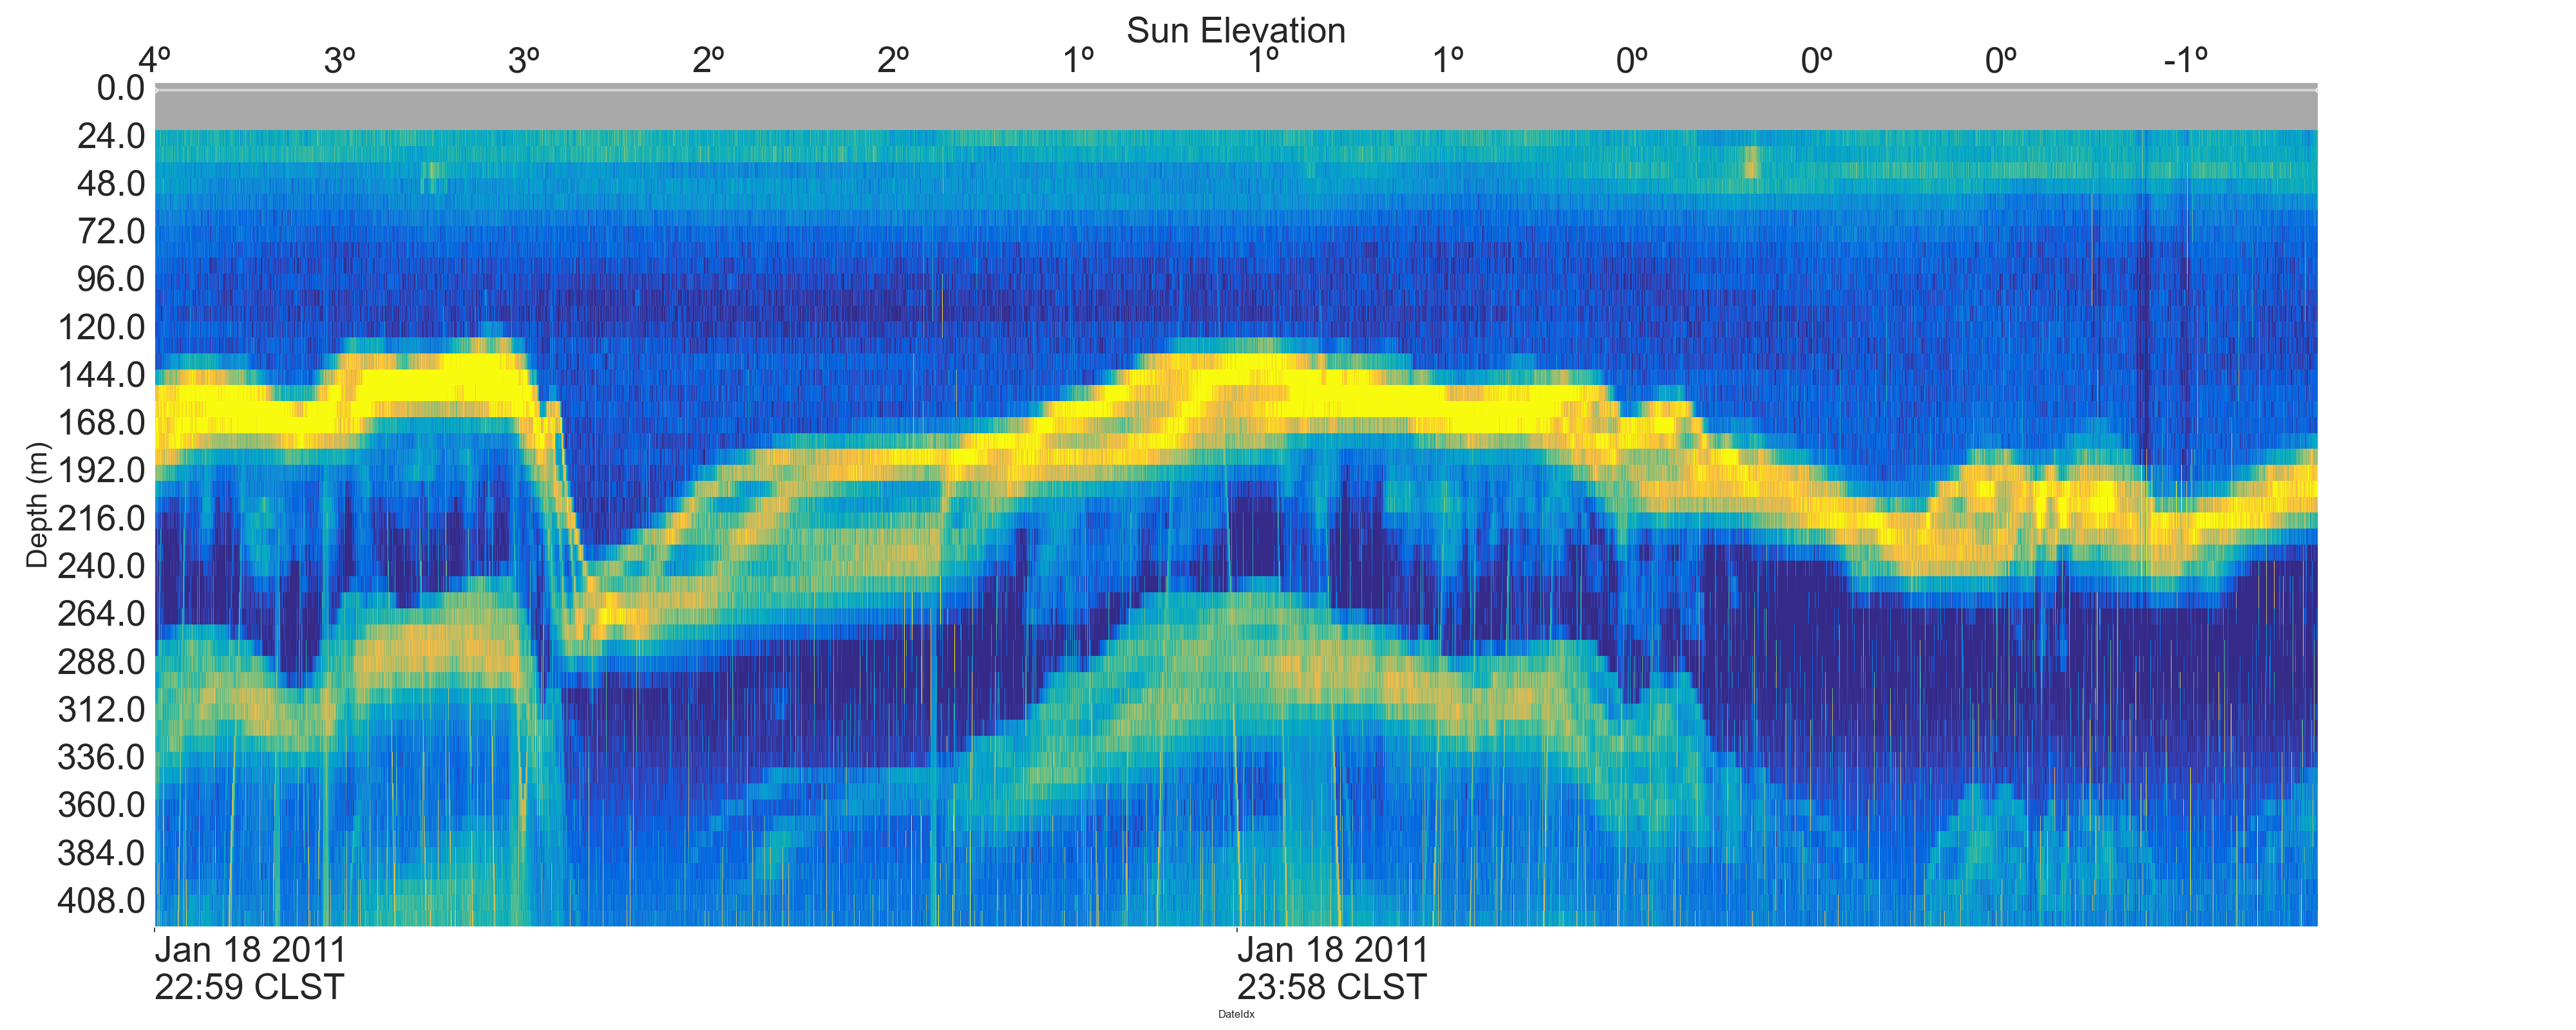 Sun Elevation
4º 3º 3º 2º 2º 1º 1º 1º 0º 0º 0º -1º
0.0
24.0
48.0
72.0
96.0
120.0
144.0
168.0
192.0
216.0
240.0
264.0
288.0
312.0
336.0
360.0
384.0
408.0
Depth (m)
Jan 18 2011
22:59 CLST
Jan 18 2011
23:58 CLST
DateIdx